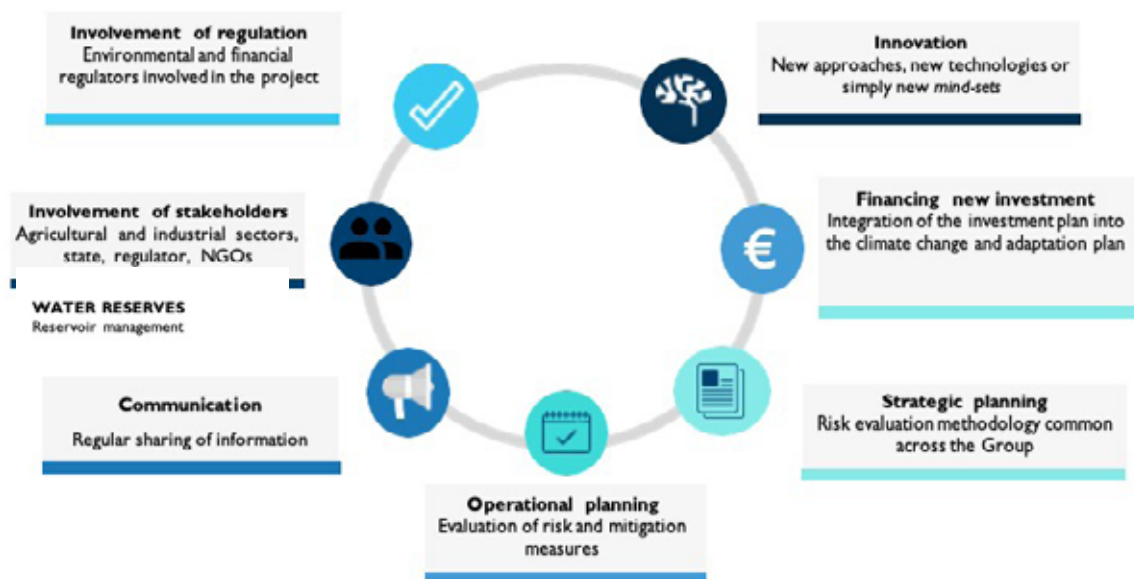 Involvement of regulation
Environmental and financial
regulators involved in the project
Innovation
New approaches, new technologies or
simply new mind-sets
Involvement of stakeholders
Agricultural and industrial sectors,
state, regulator, NGOs
Financing new investment
Integration of the investment plan into
the climate change and adaptation plan
€
WATER RESERVES
Reservoir management
Communication
Regular sharing of information
Strategic planning
Risk evaluation methodology common
across the Group
Operational planning
Evaluation of risk and mitigation
measures